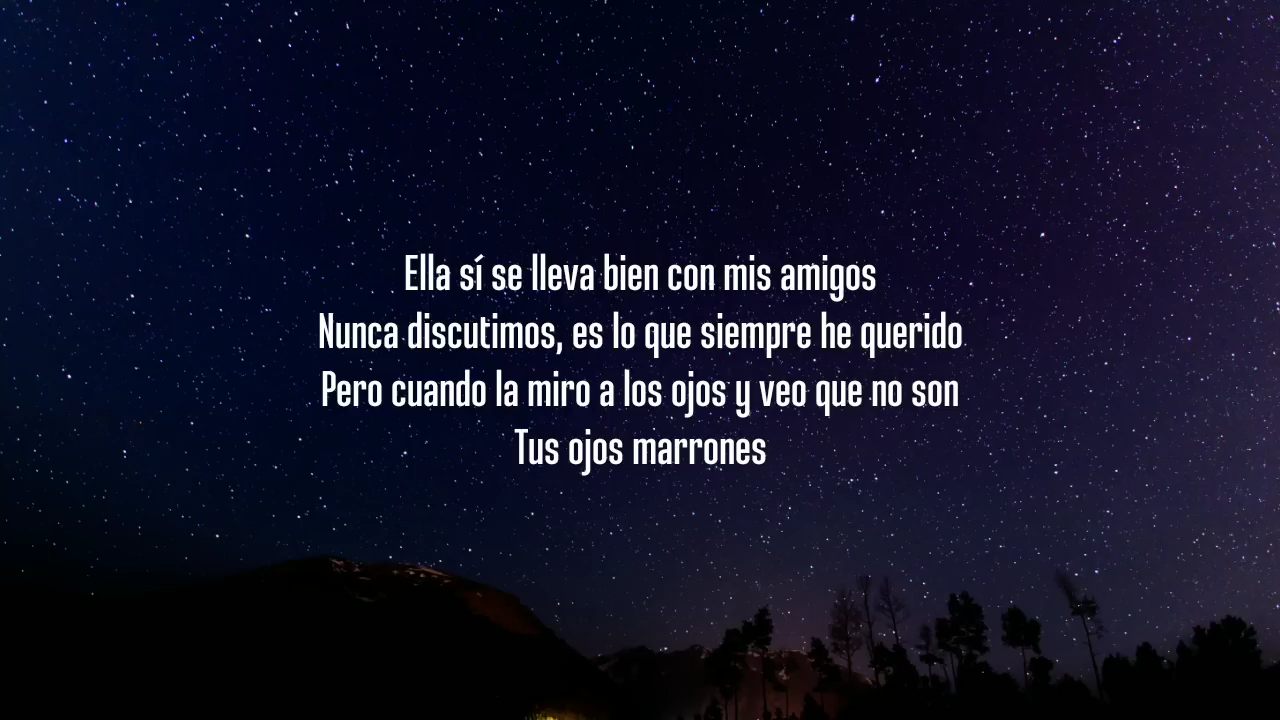 Ella sí se lleva bien con mis amigos
Nunca discutimos, es lo que siempre he querido
Pero cuando la miro a los ojos y veo que no son
Tus ojos marrones